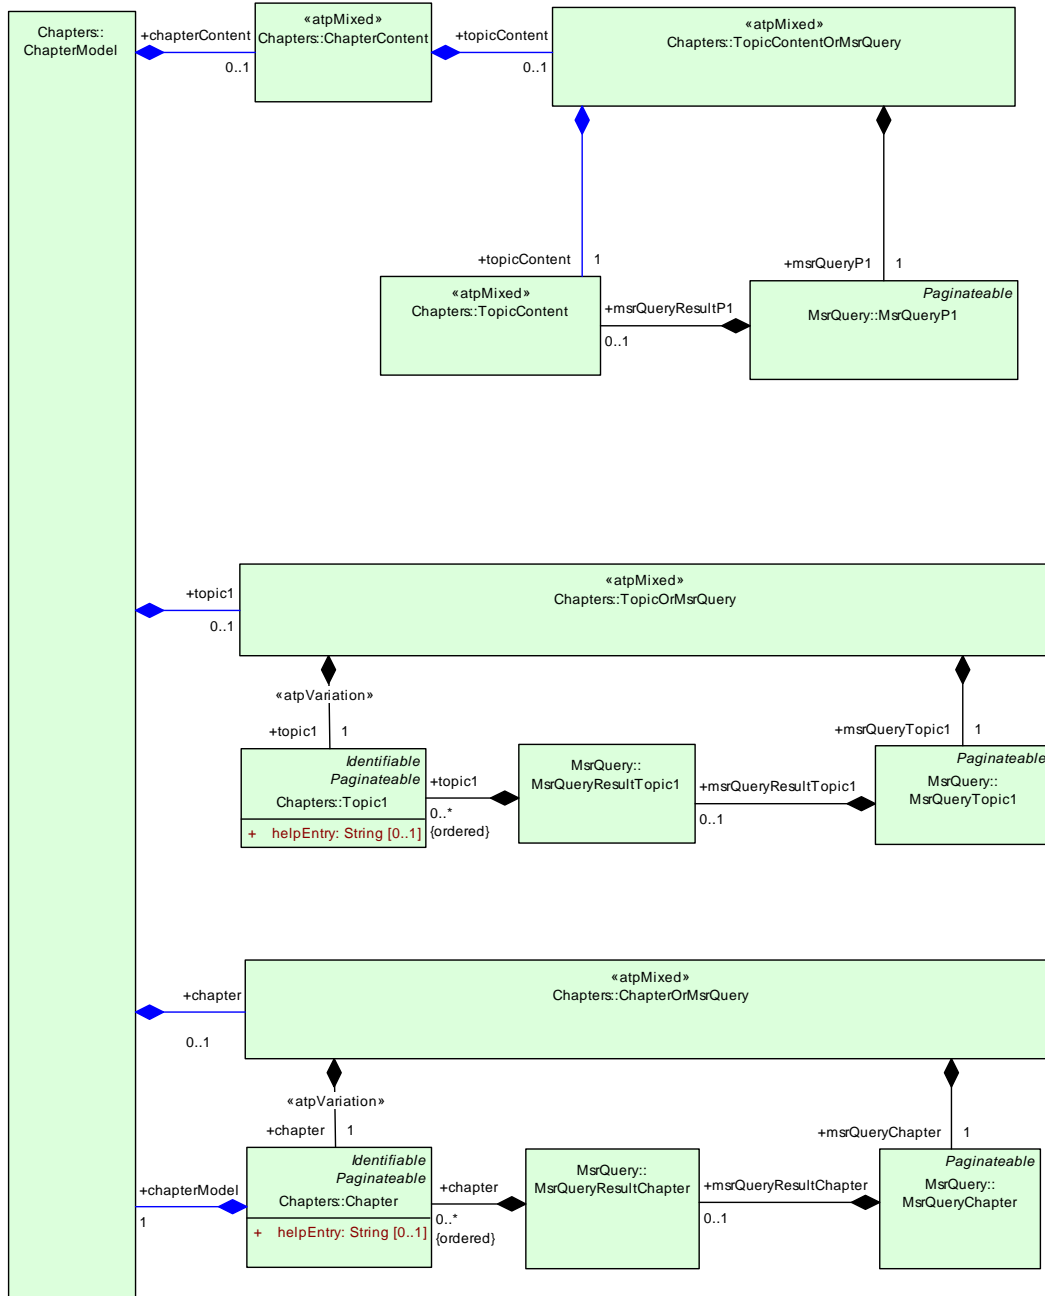 Chapters::
ChapterModel
+chapterContent
0..1
«atpMixed»
Chapters::ChapterContent
+topicContent
0..1
«atpMixed»
Chapters::TopicContentOrMsrQuery
+topicContent
1
+msrQueryP1
1
«atpMixed»
Chapters::TopicContent
+msrQueryResultP1
0..1
Paginateable
MsrQuery::MsrQueryP1
+topic1
0..1
«atpMixed»
Chapters::TopicOrMsrQuery
«atpVariation»
+topic1
1
+msrQueryTopic1
1
Identifiable
Paginateable
Chapters::Topic1
+ helpEntry: String [0..1]
+topic1
0..*
{ordered}
MsrQuery::
MsrQueryResultTopic1
+msrQueryResultTopic1
0..1
Paginateable
MsrQuery::
MsrQueryTopic1
+chapter
0..1
«atpMixed»
Chapters::ChapterOrMsrQuery
«atpVariation»
+chapter
1
+msrQueryChapter
1
+chapterModel
1
Identifiable
Paginateable
Chapters::Chapter
+ helpEntry: String [0..1]
+chapter
0..*
{ordered}
MsrQuery::
MsrQueryResultChapter
+msrQueryResultChapter
0..1
Paginateable
MsrQuery::
MsrQueryChapter